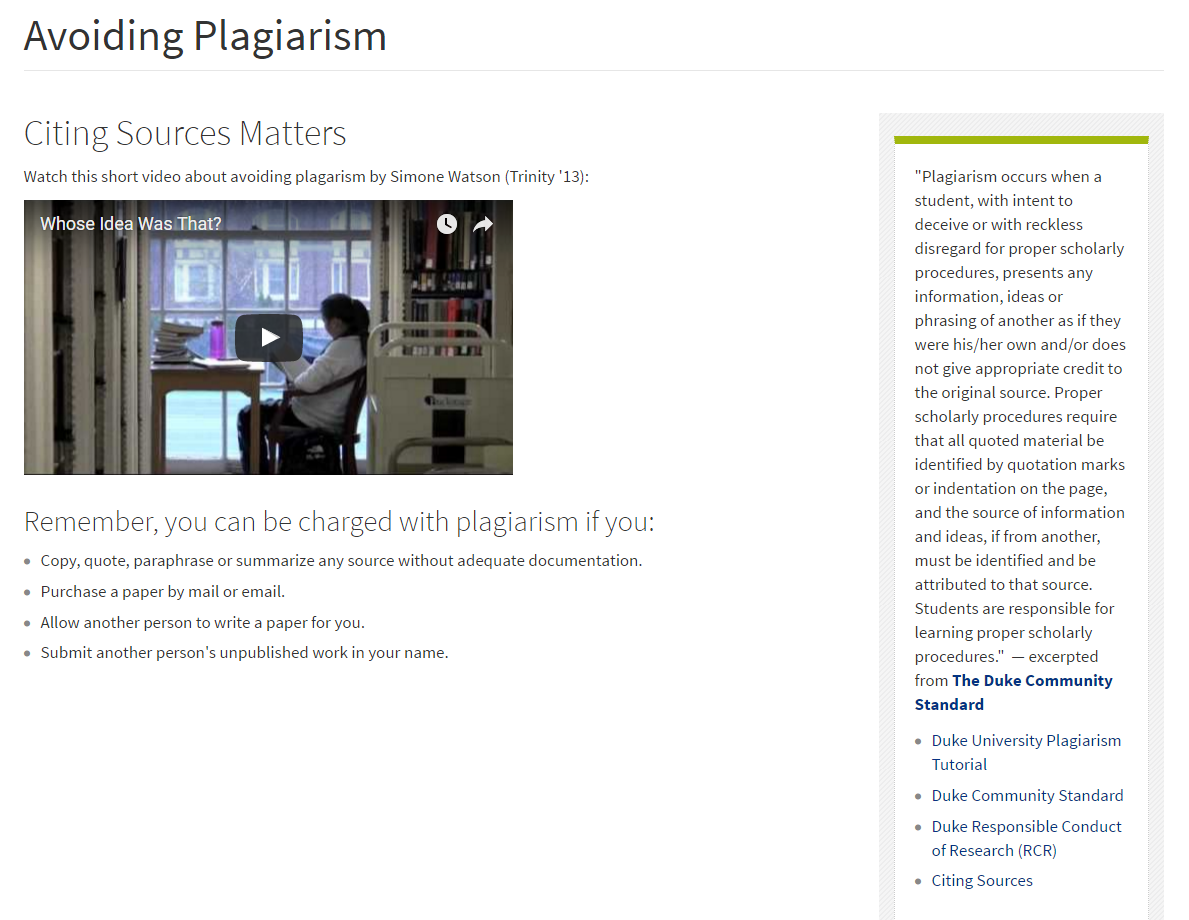 Avoiding Plagiarism
Citing Sources Matters
Watch this short video about avoiding plagarism by Simone Watson (Trinity '13):
Whose Idea Was That?
Remember, you can be charged with plagiarism if you:
Copy, quote, paraphrase or summarize any source without adequate documentation.
Purchase a paper by mail or email.
Allow another person to write a paper for you.
Submit another person's unpublished work in your name.
"Plagiarism occurs when a
student, with intent to
deceive or with reckless
disregard for proper scholarly
procedures, presents any
information, ideas or
phrasing of another as if they
were his/her own and/or does
not give appropriate credit to
the original source. Proper
scholarly procedures require
that all quoted material be
identified by quotation marks
or indentation on the page,
and the source of information
and ideas, if from another,
must be identified and be
attributed to that source.
Students are responsible for
learning proper scholarly
procedures."  — excerpted
from The Duke Community
Standard
Duke University Plagiarism
Tutorial
Duke Community Standard
Duke Responsible Conduct
of Research (RCR)
Citing Sources